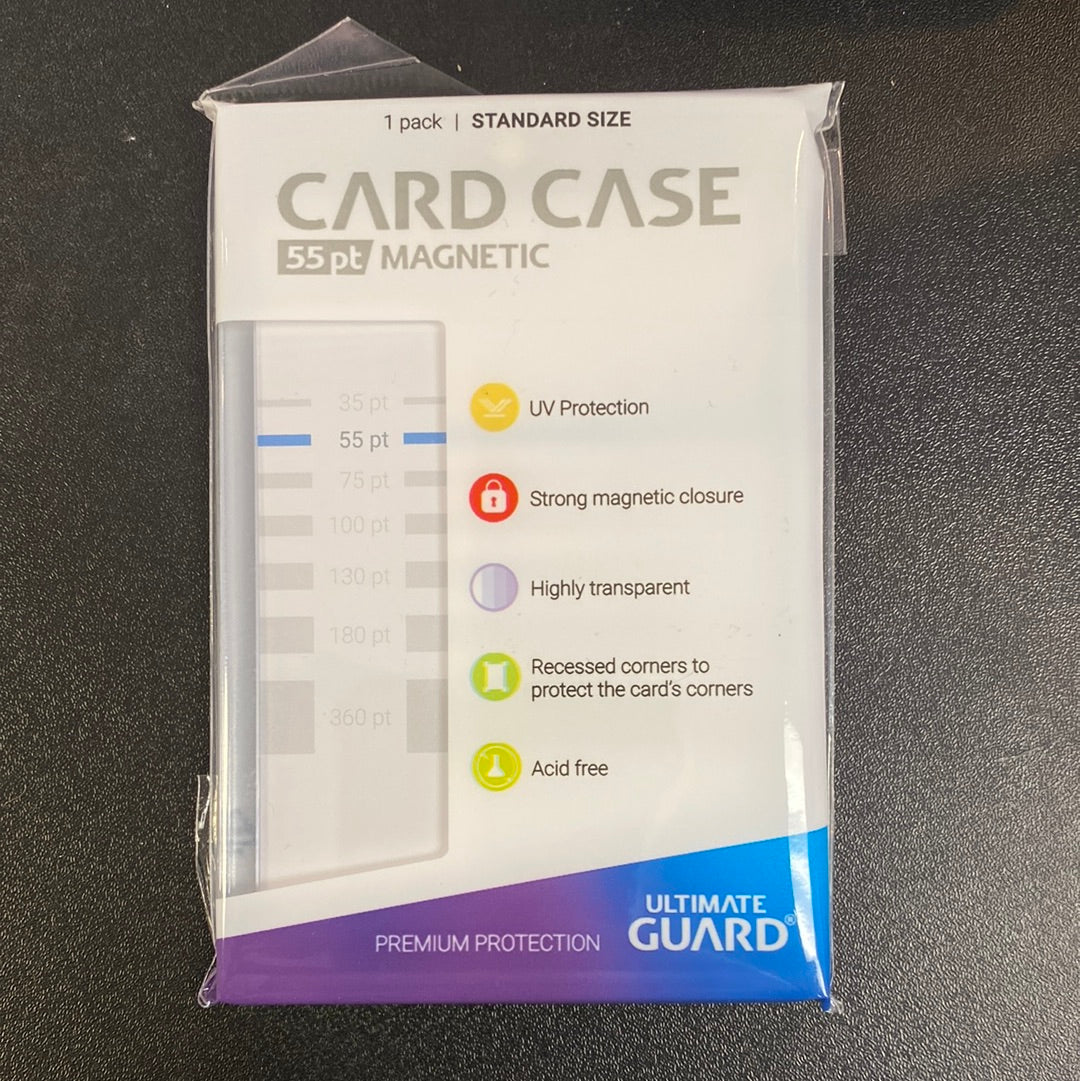 1 pack | STANDARD SIZE
CARD CASE
55pt MAGNETIC
35 pt
55 pt
75 pt
100 pt
130 pt
180 pt
360 pt
UV Protection
Strong magnetic closure
Highly transparent
Recessed corners to
protect the card's corners
Acid free
PREMIUM PROTECTION
ULTIMATE
GUARD®